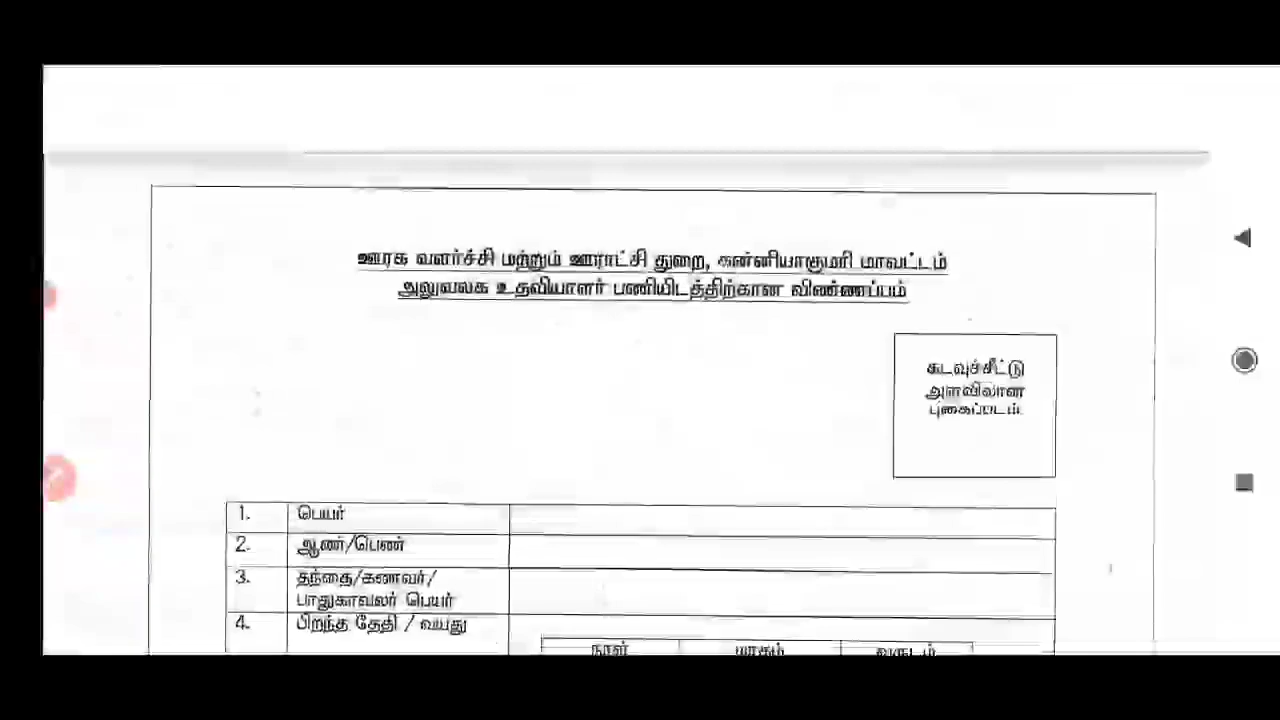 ஊரக வளர்ச்சி மற்றும் ஊராட்சி துறை, கன்னியாகுமரி மாவட்டம்
அலுவலக உதவியாளர் பணியிடத்திற்கான விண்ணப்பம்
கடவுச்சீட்டு
அளவிலான
புகைப்படம்
1. பெயர்
2. ஆண்/பெண்
3. தந்தை/கணவர்/
பாதுகாவலர் பெயர்
4. பிறந்த தேதி / வயது
நாள் மாதம் வருடம்